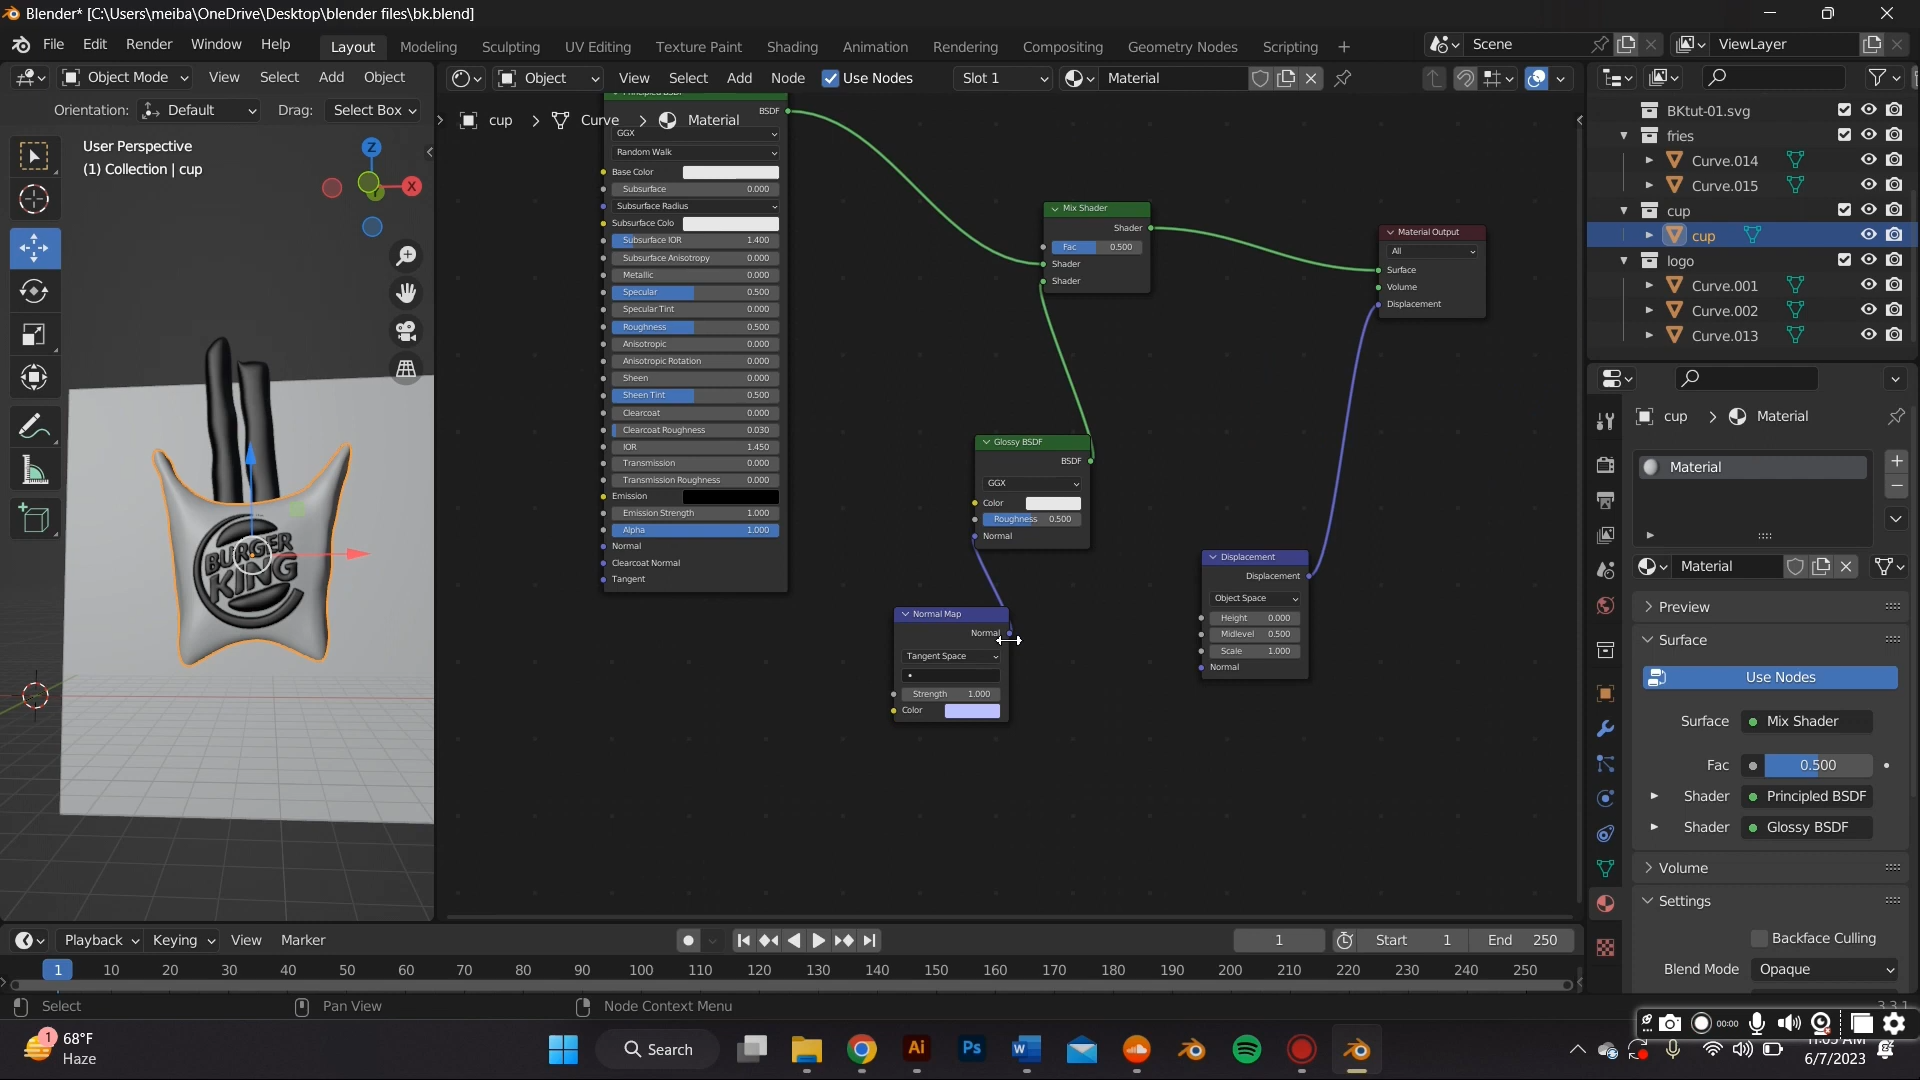 Blender* [C:\Users\meiba\OneDrive\Desktop\blender files\bk.blend]
File Edit Render Window Help
Layout Modeling Sculpting UV Editing Texture Paint Shading Animation Rendering Compositing Geometry Nodes Scripting +
Scene
ViewLayer
Object Mode View Select Add Object
Object View Select Add Node Use Nodes Slot 1 Material
Orientation: Default Drag: Select Box
cup > Curve > Material
User Perspective
(1) Collection | cup
Z
X
BURGER
KING
BSDF
GGX
Random Walk
Base Color
Subsurface 0.000
Subsurface Radius
Subsurface Colo
Subsurface IOR 1.400
Subsurface Anisotropy 0.000
Metallic 0.000
Specular 0.500
Specular Tint 0.000
Roughness 0.500
Anisotropic 0.000
Anisotropic Rotation 0.000
Sheen 0.000
Sheen Tint 0.500
Clearcoat 0.000
Clearcoat Roughness 0.030
IOR 1.450
Transmission 0.000
Transmission Roughness 0.000
Emission
Emission Strength 1.000
Alpha 1.000
Normal
Clearcoat Normal
Tangent
Mix Shader
Shader
Fac 0.500
Shader
Shader
Material Output
All
Surface
Volume
Displacement
Glossy BSDF
BSDF
GGX
Color
Roughness 0.500
Normal
Normal Map
Normal
Tangent Space
Strength 1.000
Color
Displacement
Displacement
Object Space
Height 0.000
Midlevel 0.500
Scale 1.000
Normal
BKtut-01.svg
fries
Curve.014
Curve.015
cup
cup
logo
Curve.001
Curve.002
Curve.013
cup > Material
Material
Material
Preview
Surface
Use Nodes
Surface Mix Shader
Fac 0.500
Shader Principled BSDF
Shader Glossy BSDF
Volume
Settings
Backface Culling
Blend Mode Opaque
Playback Keying View Marker
1 Start 1 End 250
1 10 20 30 40 50 60 70 80 90 100 110 120 130 140 150 160 170 180 190 200 210 220 230 240 250
Select Pan View Node Context Menu
00:00
1
68°F
Haze
Search
Ai
Ps
W
6/7/2023